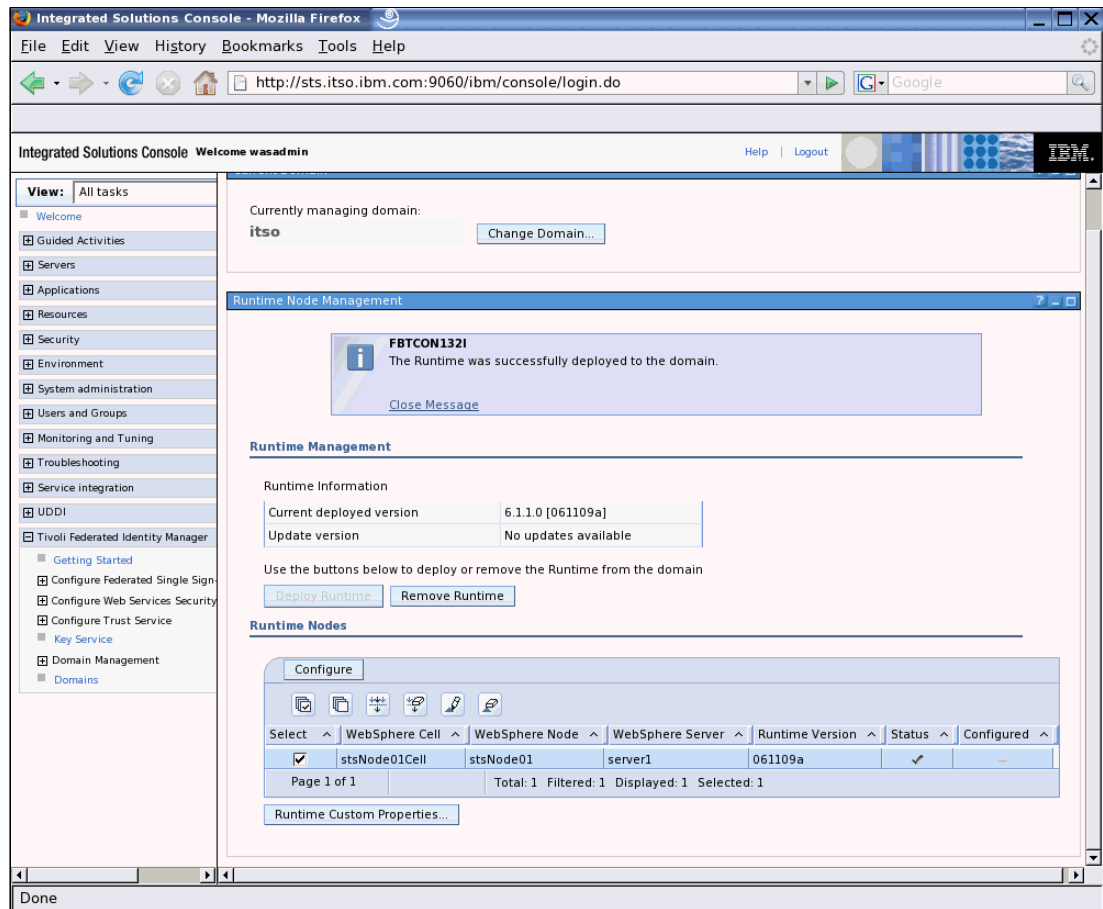 Integrated Solutions Console - Mozilla Firefox
File Edit View History Bookmarks Tools Help
http://sts.itso.ibm.com:9060/ibm/console/login.do
G Google
Integrated Solutions Console Welcome wasadmin
Help | Logout
IBM.
View: All tasks
Welcome
Guided Activities
Servers
Applications
Resources
Security
Environment
System administration
Users and Groups
Monitoring and Tuning
Troubleshooting
Service integration
UDDI
Tivoli Federated Identity Manager
Getting Started
Configure Federated Single Sign-
Configure Web Services Security
Configure Trust Service
Key Service
Domain Management
Domains
Current Domain
Currently managing domain:
itso
Change Domain...
Runtime Node Management
FBTCON132I
The Runtime was successfully deployed to the domain.
Close Message
Runtime Management
Runtime Information
Current deployed version 6.1.1.0 [061109a]
Update version No updates available
Use the buttons below to deploy or remove the Runtime from the domain
Deploy Runtime Remove Runtime
Runtime Nodes
Configure
Select WebSphere Cell WebSphere Node WebSphere Server Runtime Version Status Configured
stsNode01Cell stsNode01 server1 061109a
Page 1 of 1 Total: 1 Filtered: 1 Displayed: 1 Selected: 1
Runtime Custom Properties...
Done